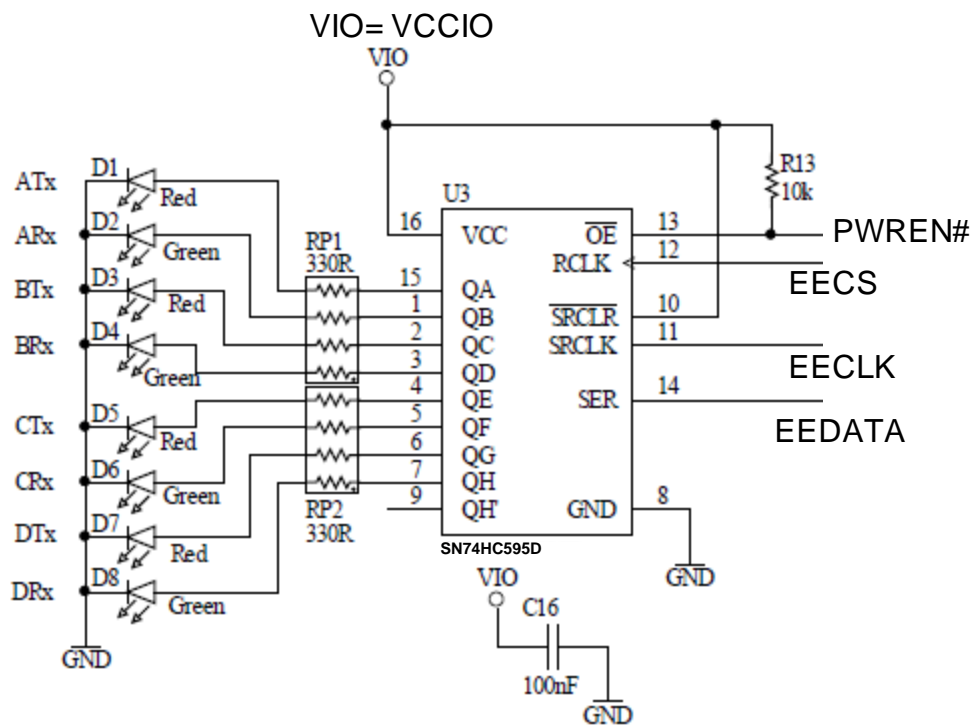 VIO= VCCIO
VIO
R13
10k
ATx
D1
Red
ARx
D2
Green
BTx
D3
Red
BRx
D4
Green
CTx
D5
Red
CRx
D6
Green
DTx
D7
Red
DRx
D8
Green
GND
RP1
330R
RP2
330R
U3
16
VCC
15
QA
1
QB
2
QC
3
QD
4
QE
5
QF
6
QG
7
QH
9
QH'
OE
13
PWREN#
RCLK
12
EECS
SRCLR
10
SRCLK
11
EECLK
SER
14
EEDATA
GND
8
GND
SN74HC595D
VIO
C16
100nF
GND